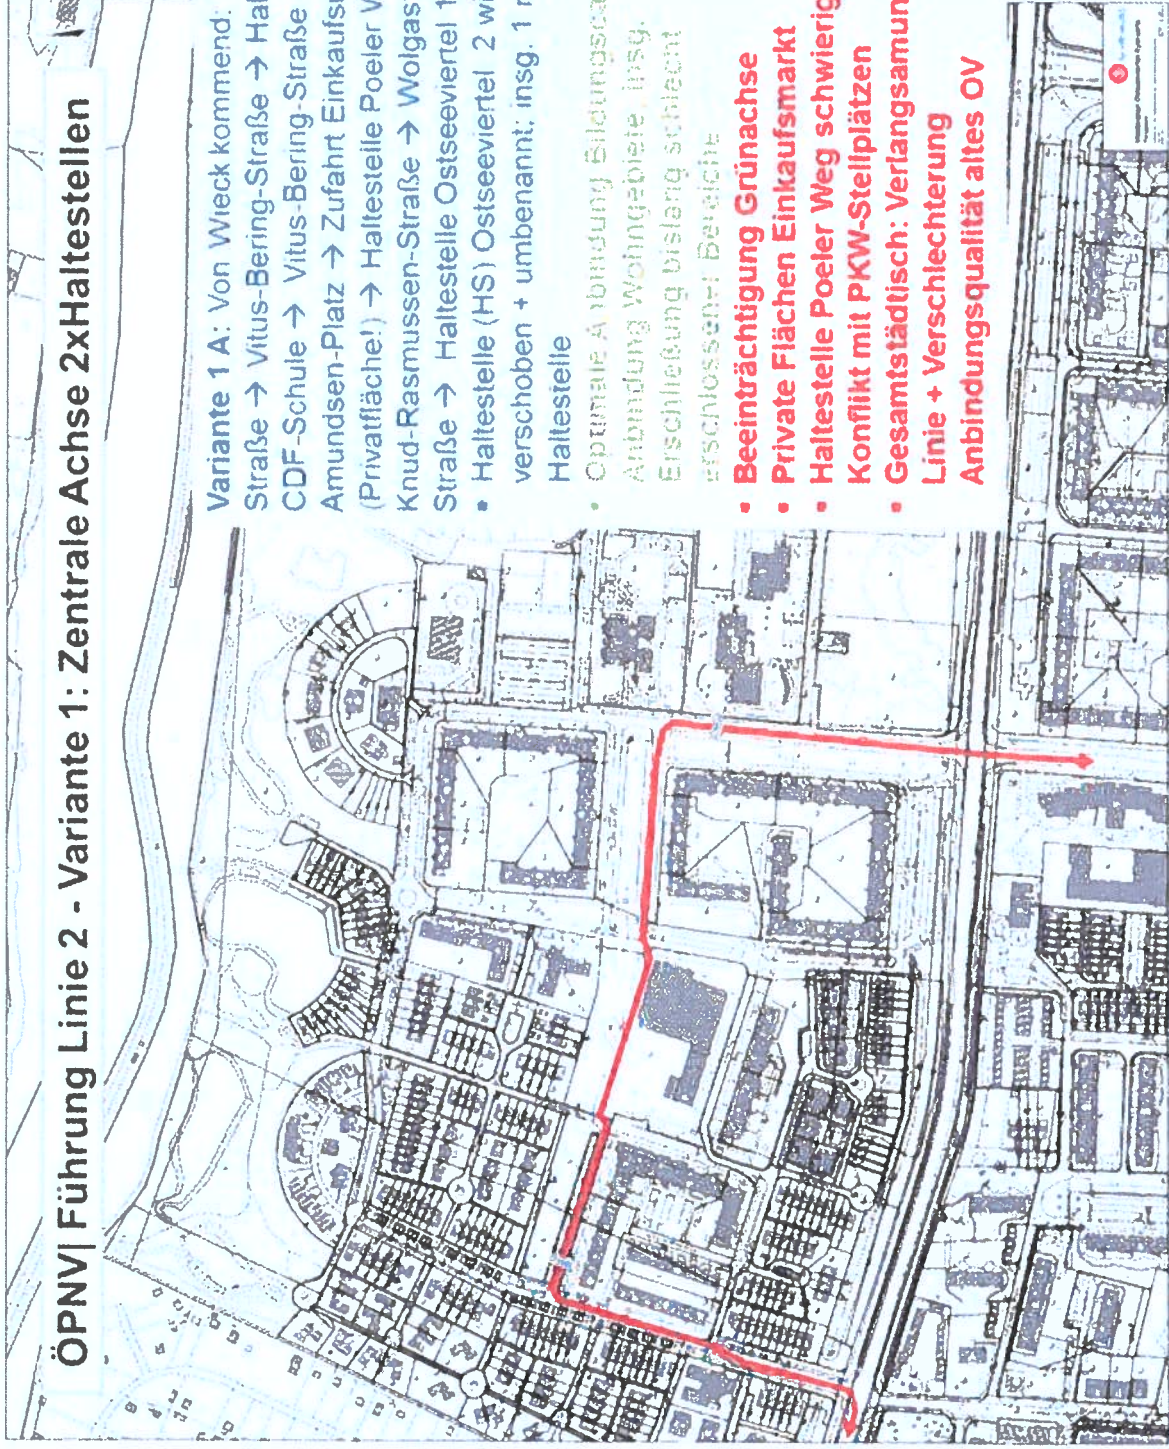 ÖPNV| Führung Linie 2 - Variante 1: Zentrale Achse 2xHaltestellen
Variante 1 A: Von Wieck kommend:
Straße → Vitus-Bering-Straße → Hal
CDF-Schule → Vitus-Bering-Straße
Amundsen-Platz → Zufahrt Einkaufs
(Privatfläche!) → Haltestelle Poeler W
Knud-Rasmussen-Straße → Wolgas
Straße → Haltestelle Ostseeviertel 1
• Haltestelle (HS) Ostseeviertel 2 wi
verschoben + umbenannt; insg. 1
Haltestelle
• Optimale Anbindung Bildungs
Anbindung Wohngebiete, insg.
Erschließung bislang schlecht
erschlossener Bereiche
• Beeinträchtigung Grünachse
• Private Flächen Einkaufsmarkt
• Haltestelle Poeler Weg schwierig
Konflikt mit PKW-Stellplätzen
• Gesamtstädtisch: Verlangsamun
Linie + Verschlechterung
Anbindungsqualität altes OV